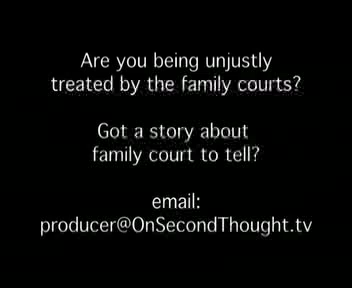 Are you being unjustly
treated by the family courts?
Got a story about
family court to tell?
email:
producer@OnSecondThought.tv